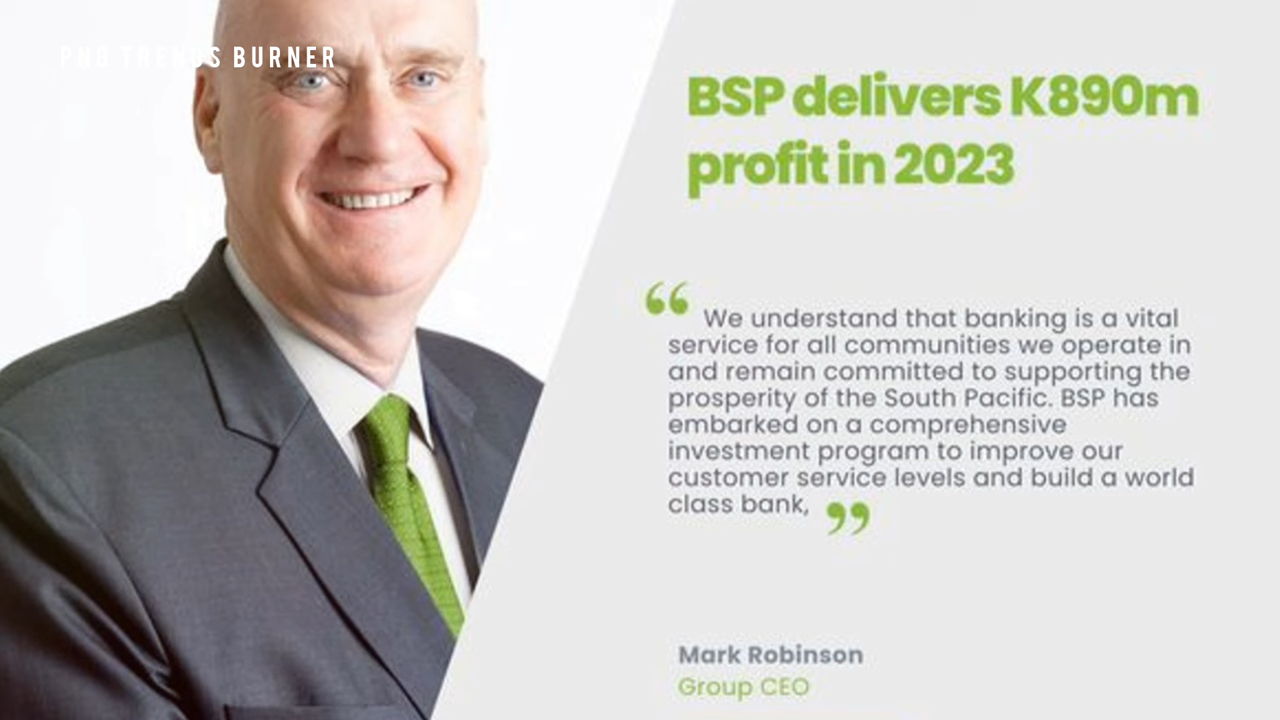 PNG TRENDS BURNER
BSP delivers K890m
profit in 2023
“ We understand that banking is a vital
service for all communities we operate in
and remain committed to supporting the
prosperity of the South Pacific. BSP has
embarked on a comprehensive
investment program to improve our
customer service levels and build a world
class bank, ”
Mark Robinson
Group CEO